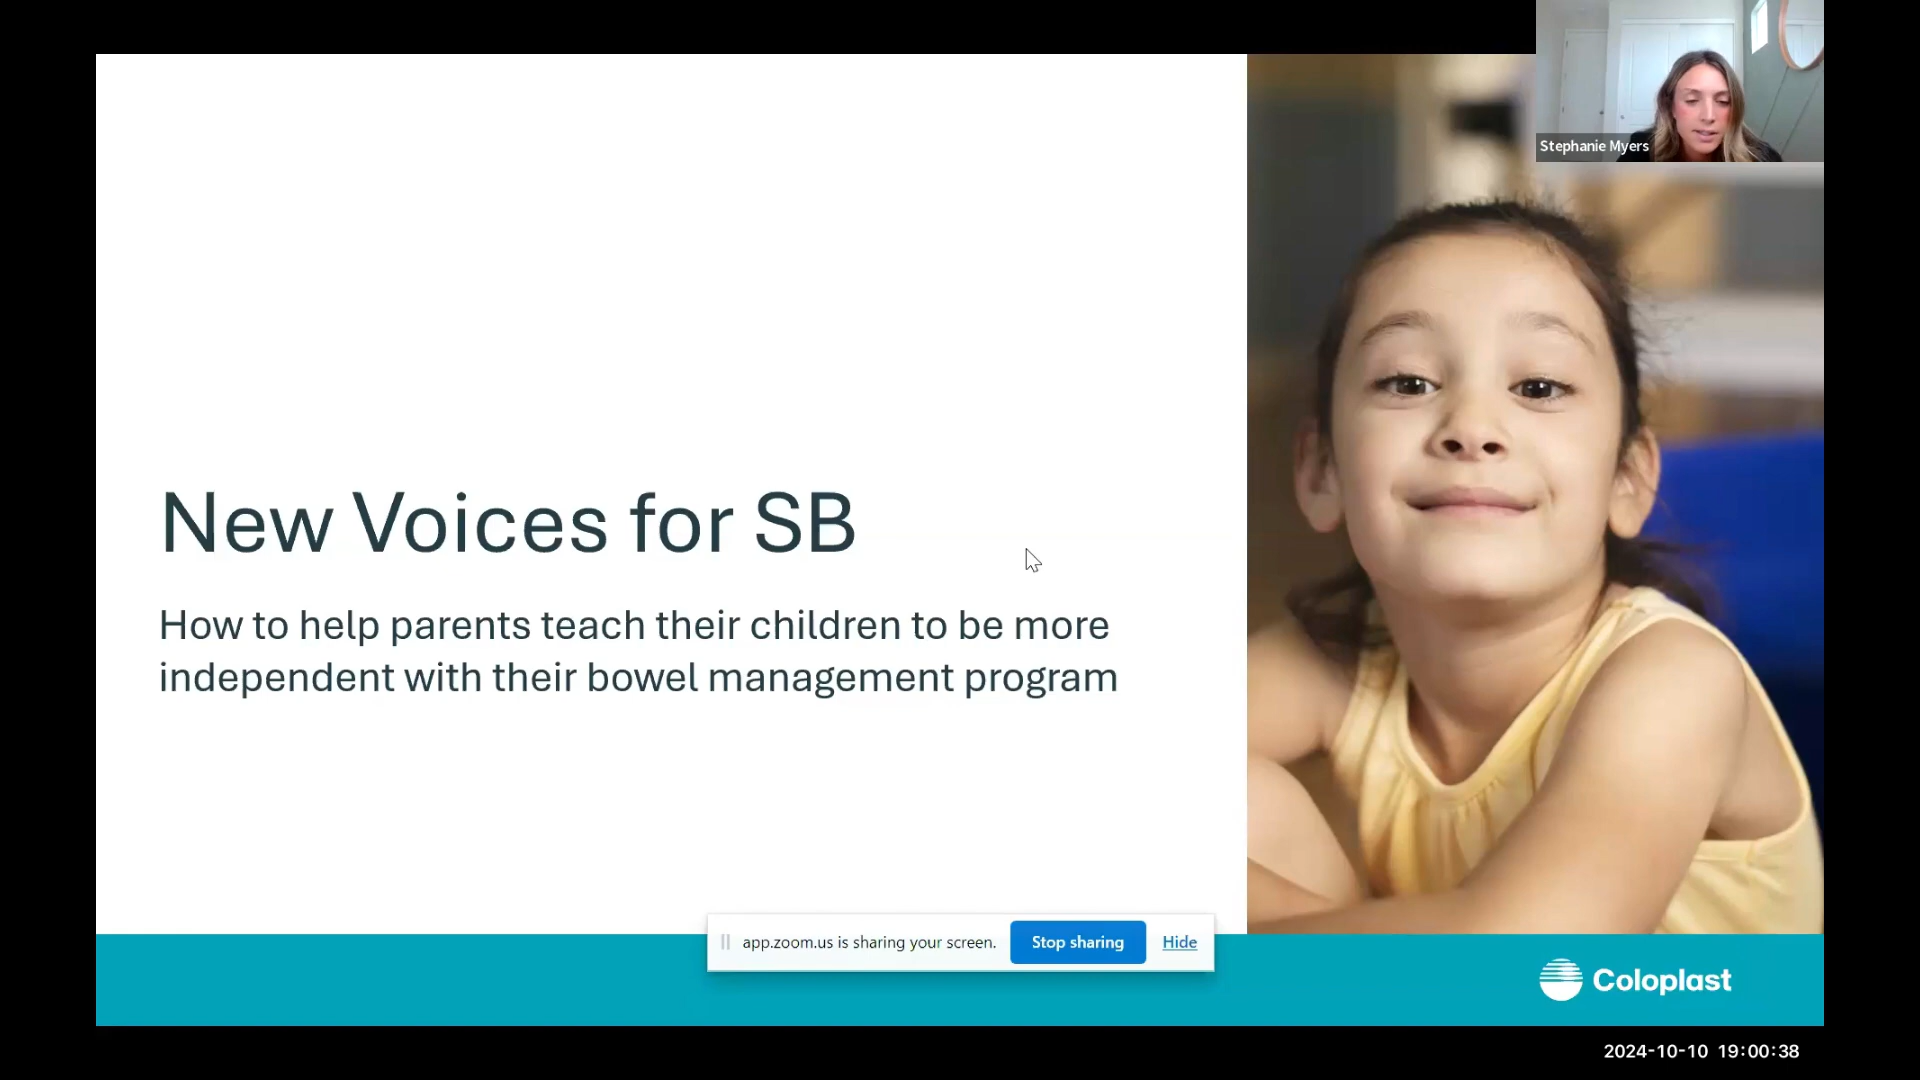 Stephanie Myers
New Voices for SB
How to help parents teach their children to be more
independent with their bowel management program
app.zoom.us is sharing your screen.
Stop sharing
Hide
Coloplast
2024-10-10 19:00:38